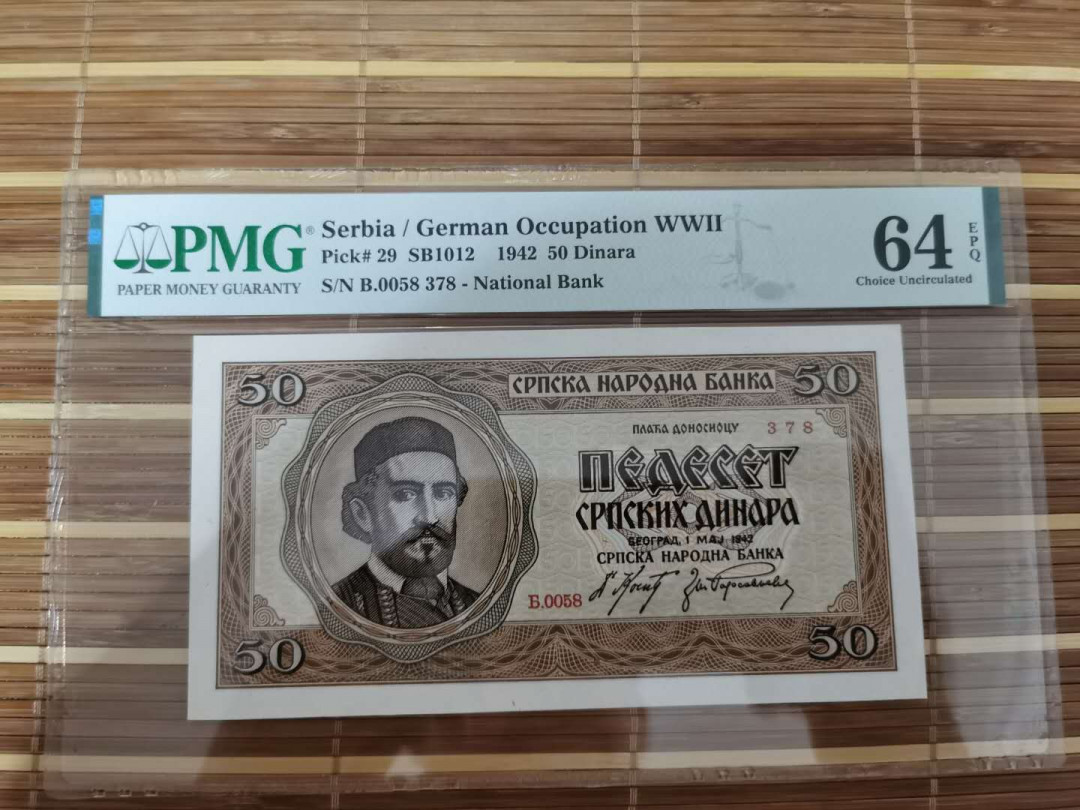 PMG®
PAPER MONEY GUARANTY
Serbia / German Occupation WWII
Pick# 29 SB1012 1942 50 Dinara
S/N B.0058 378 - National Bank
64
EPQ
Choice Uncirculated
50
СРПСКА НАРОДНА БАНКА
50
ПЛАЋА ДОНОСИОЦУ 378
ПЕДЕСЕТ
СРПСКИХ ДИНАРА
БЕОГРАД, 1 МАЈ 1942
СРПСКА НАРОДНА БАНКА
Б.0058
50
50